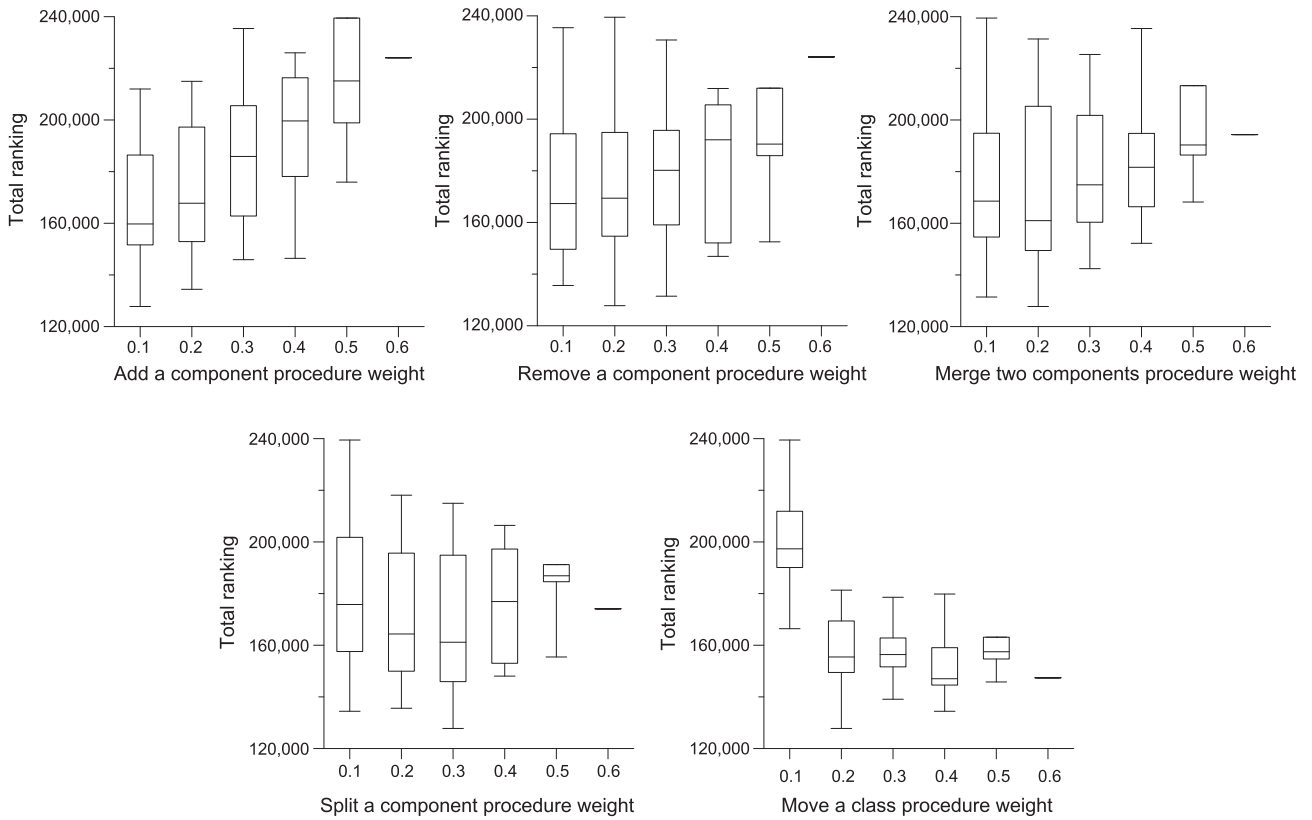 240,000
200,000
160,000
120,000
Total ranking
0.1 0.2 0.3 0.4 0.5 0.6
Add a component procedure weight
240,000
200,000
160,000
120,000
Total ranking
0.1 0.2 0.3 0.4 0.5 0.6
Remove a component procedure weight
240,000
200,000
160,000
120,000
Total ranking
0.1 0.2 0.3 0.4 0.5 0.6
Merge two components procedure weight
240,000
200,000
160,000
120,000
Total ranking
0.1 0.2 0.3 0.4 0.5 0.6
Split a component procedure weight
240,000
200,000
160,000
120,000
Total ranking
0.1 0.2 0.3 0.4 0.5 0.6
Move a class procedure weight